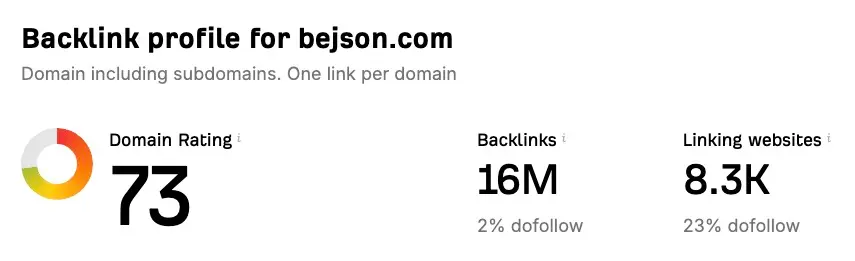 Backlink profile for bejson.com
Domain including subdomains. One link per domain
Domain Rating i
73
Backlinks i
16M
2% dofollow
Linking websites i
8.3K
23% dofollow